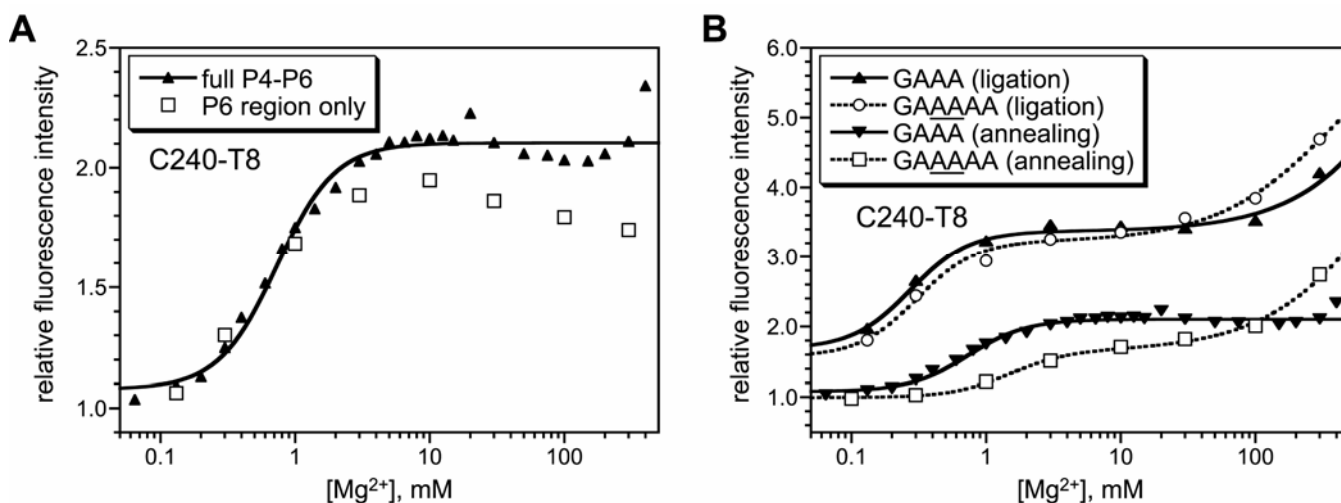 A
relative fluorescence intensity
2.5
2.0
1.5
1.0
full P4-P6
P6 region only
C240-T8
0.1
1
10
100
[Mg²⁺], mM
B
relative fluorescence intensity
6.0
5.0
4.0
3.0
2.0
1.0
GAAA (ligation)
GAAAAA (ligation)
GAAA (annealing)
GAAAAA (annealing)
C240-T8
0.1
1
10
100
[Mg²⁺], mM